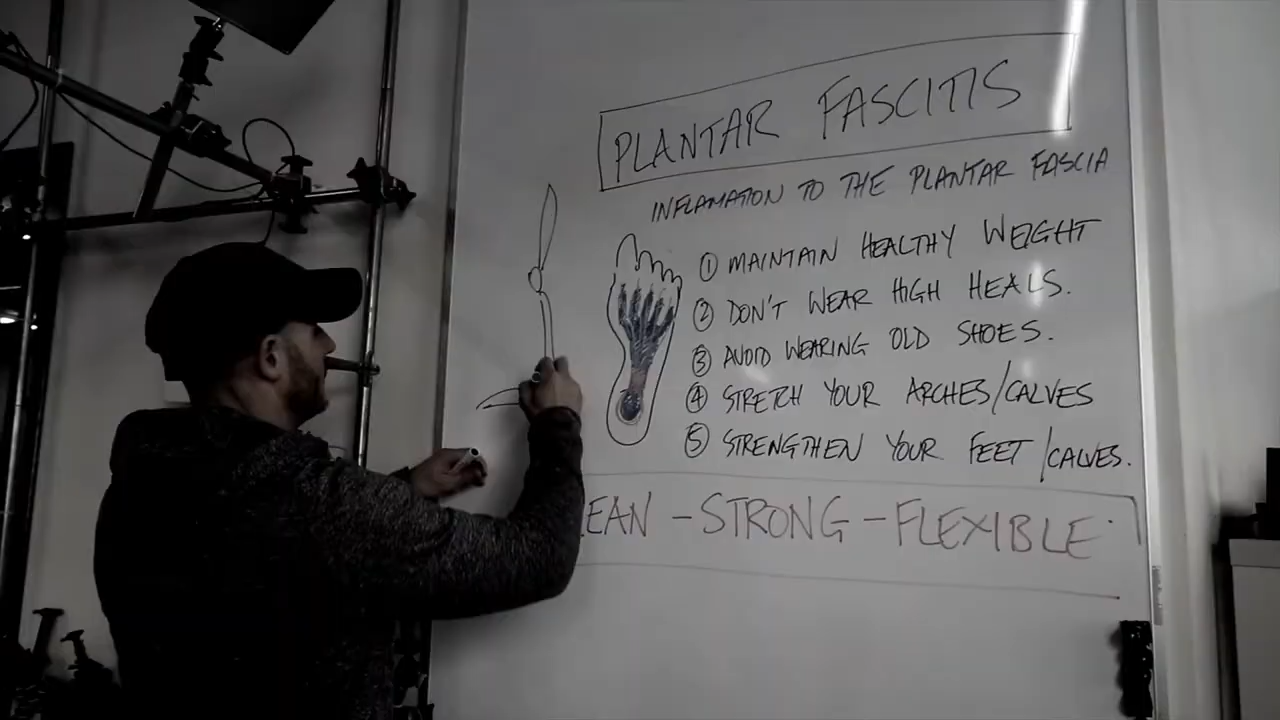 PLANTAR FASCITIS
INFLAMATION TO THE PLANTAR FASCIA
① MAINTAIN HEALTHY WEIGHT
② DON'T WEAR HIGH HEALS.
③ AVOID WEARING OLD SHOES.
④ STRETCH YOUR ARCHES/CALVES
⑤ STRENGTHEN YOUR FEET/CALVES.
EAN - STRONG - FLEXIBLE